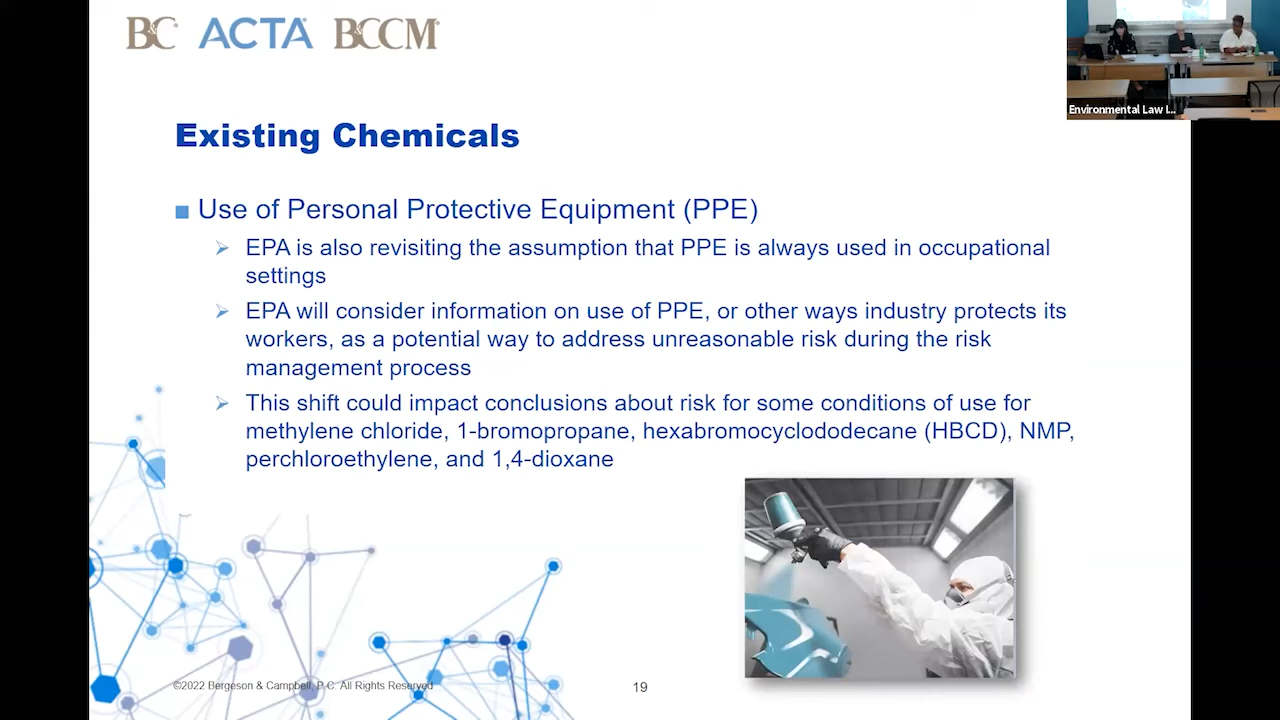 B&C® ACTA® BCCM®
Environmental Law I...
Existing Chemicals
Use of Personal Protective Equipment (PPE)
EPA is also revisiting the assumption that PPE is always used in occupational
settings
EPA will consider information on use of PPE, or other ways industry protects its
workers, as a potential way to address unreasonable risk during the risk
management process
This shift could impact conclusions about risk for some conditions of use for
methylene chloride, 1-bromopropane, hexabromocyclododecane (HBCD), NMP,
perchloroethylene, and 1,4-dioxane
©2022 Bergeson & Campbell, P.C. All Rights Reserved
19